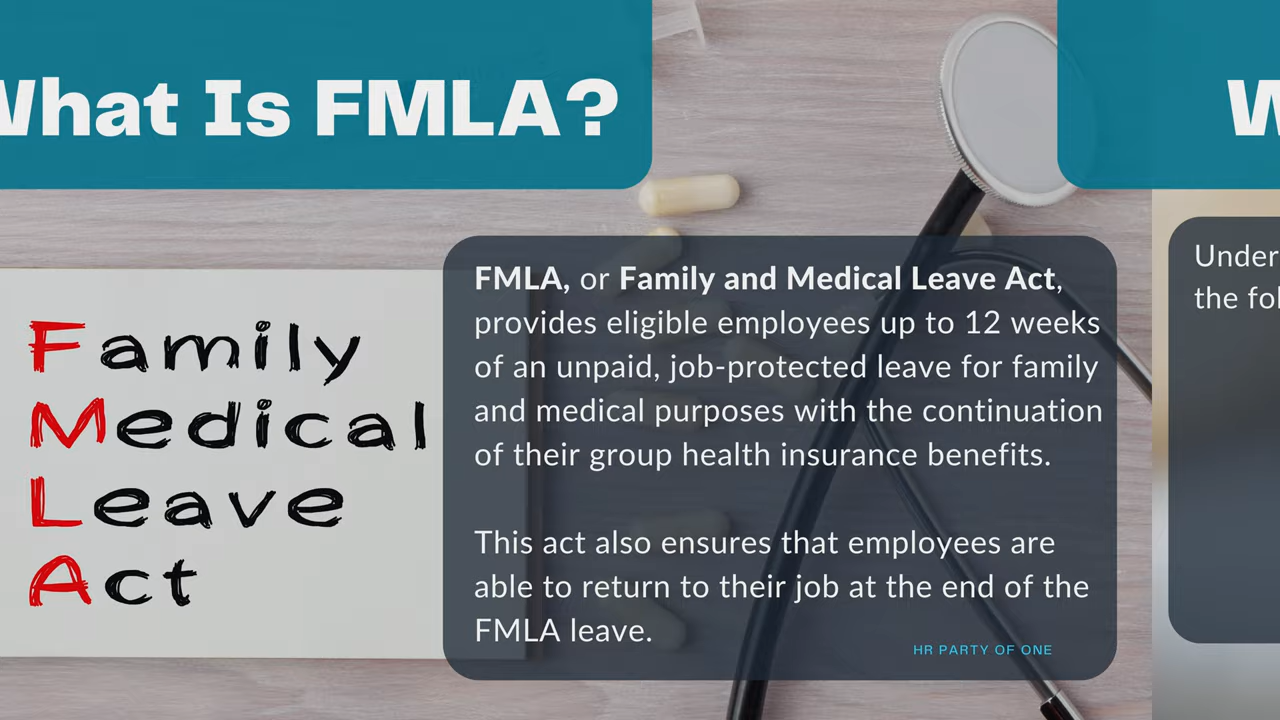 What Is FMLA?
W
Family
Medical
Leave
Act
FMLA, or Family and Medical Leave Act,
provides eligible employees up to 12 weeks
of an unpaid, job-protected leave for family
and medical purposes with the continuation
of their group health insurance benefits.
This act also ensures that employees are
able to return to their job at the end of the
FMLA leave.
HR PARTY OF ONE
Under
the fol